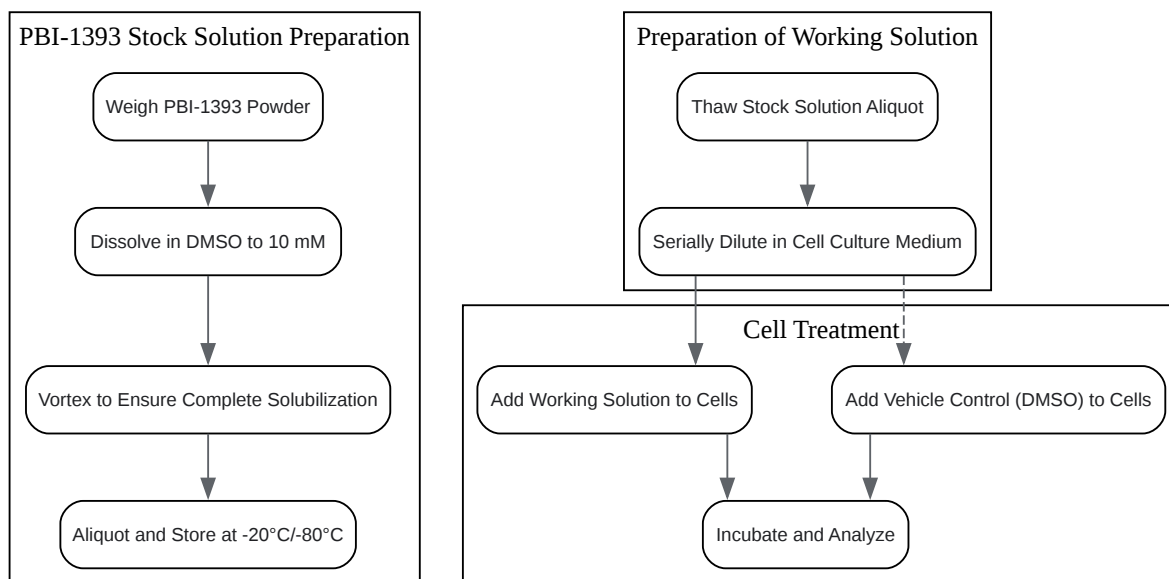 PBI-1393 Stock Solution Preparation
Weigh PBI-1393 Powder
Dissolve in DMSO to 10 mM
Vortex to Ensure Complete Solubilization
Aliquot and Store at -20°C/-80°C
Preparation of Working Solution
Thaw Stock Solution Aliquot
Serially Dilute in Cell Culture Medium
Cell Treatment
Add Working Solution to Cells
Add Vehicle Control (DMSO) to Cells
Incubate and Analyze